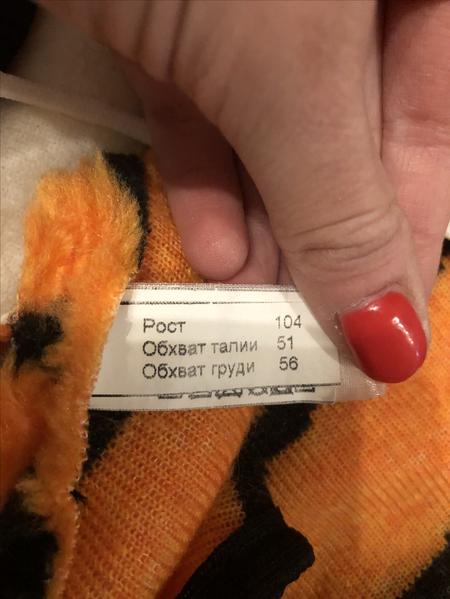 Рост 104
Обхват талии 51
Обхват груди 56